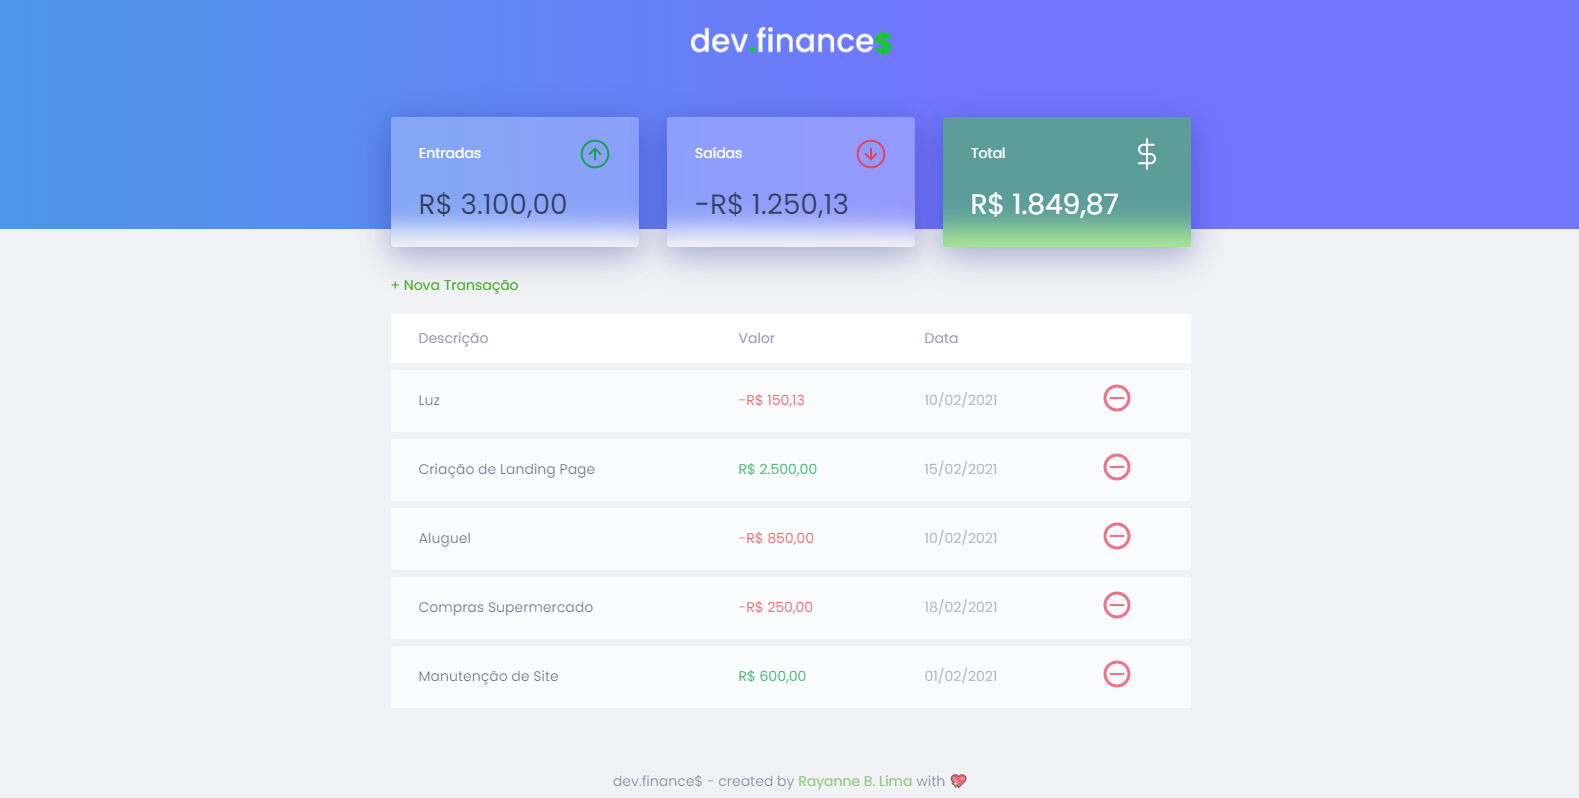 dev.finance$
Entradas
R$ 3.100,00
Saídas
-R$ 1.250,13
Total
R$ 1.849,87
+ Nova Transação
Descrição Valor Data
Luz -R$ 150,13 10/02/2021
Criação de Landing Page R$ 2.500,00 15/02/2021
Aluguel -R$ 850,00 10/02/2021
Compras Supermercado -R$ 250,00 18/02/2021
Manutenção de Site R$ 600,00 01/02/2021
dev.finance$ - created by Rayanne B. Lima with 💖